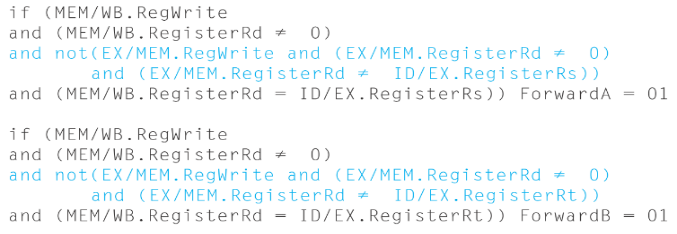 if (MEM/WB.RegWrite
and (MEM/WB.RegisterRd ≠ 0)
and not(EX/MEM.RegWrite and (EX/MEM.RegisterRd ≠ 0)
and (EX/MEM.RegisterRd ≠ ID/EX.RegisterRs))
and (MEM/WB.RegisterRd = ID/EX.RegisterRs)) ForwardA = 01
if (MEM/WB.RegWrite
and (MEM/WB.RegisterRd ≠ 0)
and not(EX/MEM.RegWrite and (EX/MEM.RegisterRd ≠ 0)
and (EX/MEM.RegisterRd ≠ ID/EX.RegisterRt))
and (MEM/WB.RegisterRd = ID/EX.RegisterRt)) ForwardB = 01